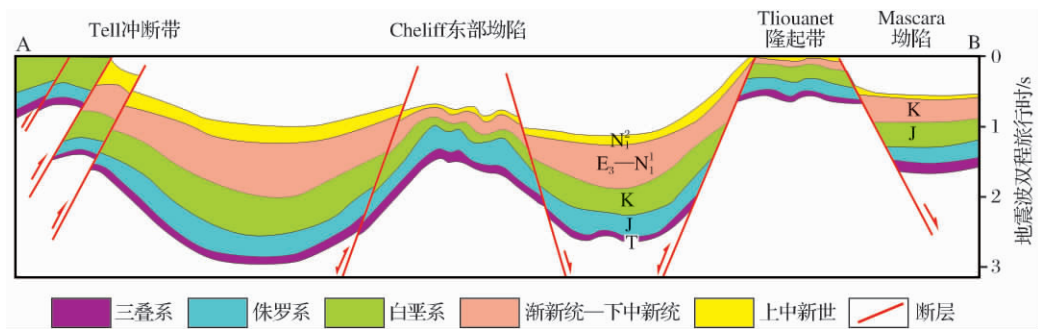 Tell冲断带
Cheliff东部坳陷
Tliouanet
隆起带
Mascara
坳陷
A
B
0
1
2
3
地震波双程旅行时/s
K
J
N₁²
E₃—N₁¹
K
J
T
三叠系
侏罗系
白垩系
渐新统—下中新统
上中新世
断层